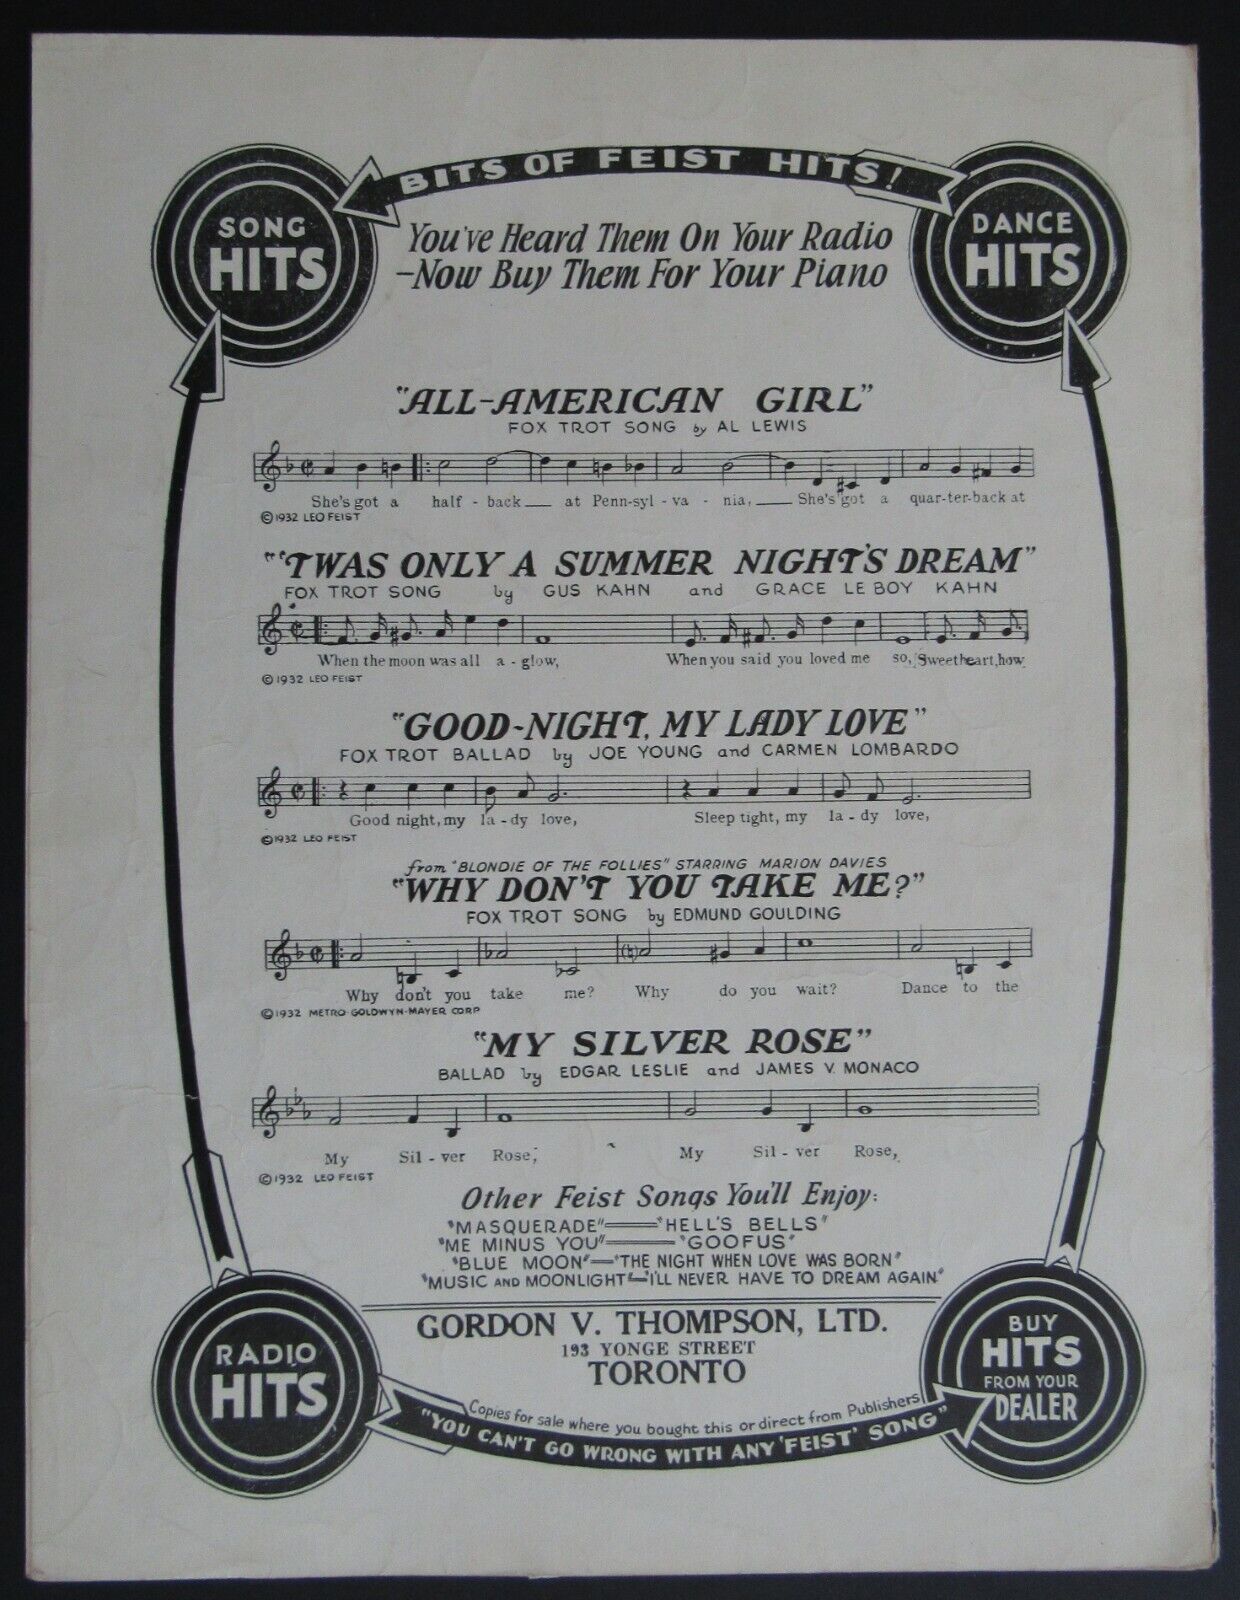 BITS OF FEIST HITS!
SONG
HITS
DANCE
HITS
You've Heard Them On Your Radio
—Now Buy Them For Your Piano
"ALL-AMERICAN GIRL"
FOX TROT SONG by AL LEWIS
She's got a half - back at Penn-syl - va - nia, She's got a quar-ter-back at
©1932 LEO FEIST
"'TWAS ONLY A SUMMER NIGHT'S DREAM"
FOX TROT SONG by GUS KAHN and GRACE LE BOY KAHN
When the moon was all a - glow, When you said you loved me so, Sweetheart, how
©1932 LEO FEIST
"GOOD-NIGHT, MY LADY LOVE"
FOX TROT BALLAD by JOE YOUNG and CARMEN LOMBARDO
Good night, my la - dy love, Sleep tight, my la - dy love,
©1932 LEO FEIST
from "BLONDIE OF THE FOLLIES" STARRING MARION DAVIES
"WHY DON'T YOU TAKE ME?"
FOX TROT SONG by EDMUND GOULDING
Why don't you take me? Why do you wait? Dance to the
©1932 METRO-GOLDWYN-MAYER CORP
"MY SILVER ROSE"
BALLAD by EDGAR LESLIE and JAMES V. MONACO
My Sil - ver Rose, My Sil - ver Rose,
©1932 LEO FEIST
Other Feist Songs You'll Enjoy:
"MASQUERADE"—"HELL'S BELLS"
"ME MINUS YOU"—"GOOFUS"
"BLUE MOON"—"THE NIGHT WHEN LOVE WAS BORN"
"MUSIC AND MOONLIGHT"—"I'LL NEVER HAVE TO DREAM AGAIN"
GORDON V. THOMPSON, LTD.
193 YONGE STREET
TORONTO
RADIO
HITS
BUY
HITS
FROM YOUR
DEALER
Copies for sale where you bought this or direct from Publishers
"YOU CAN'T GO WRONG WITH ANY 'FEIST' SONG"